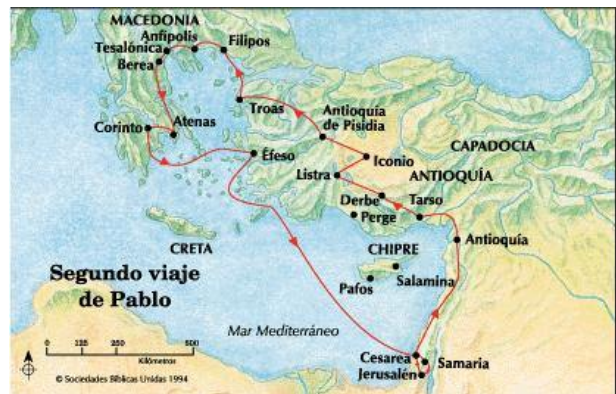 MACEDONIA
Anfípolis
Tesalónica
Filipos
Berea
Troas
Antioquía
de Pisidia
Corinto
Atenas
CAPADOCIA
Éfeso
Iconio
Listra
ANTIOQUÍA
Derbe
Tarso
Perge
CRETA
CHIPRE
Antioquía
Segundo viaje
de Pablo
Pafos
Salamina
Mar Mediterráneo
Cesarea
Samaria
Jerusalén
0 125 500
Kilómetros
© Sociedades Bíblicas Unidas 1994